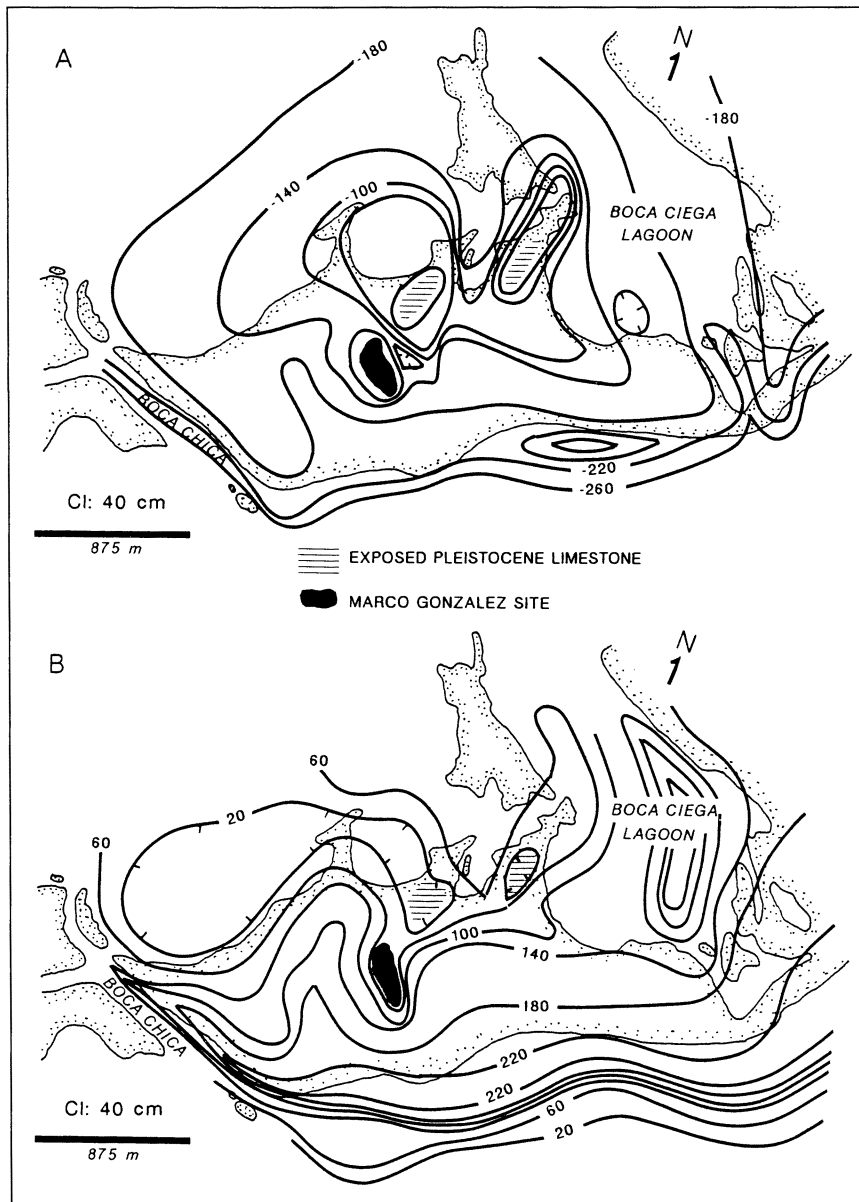 A
N
-180
-180
-140
-100
BOCA CIEGA
LAGOON
BOCA CHICA
-220
-260
CI: 40 cm
875 m
EXPOSED PLEISTOCENE LIMESTONE
MARCO GONZALEZ SITE
B
N
60
20
60
BOCA CIEGA
LAGOON
100
140
180
BOCA CHICA
220
220
60
20
CI: 40 cm
875 m